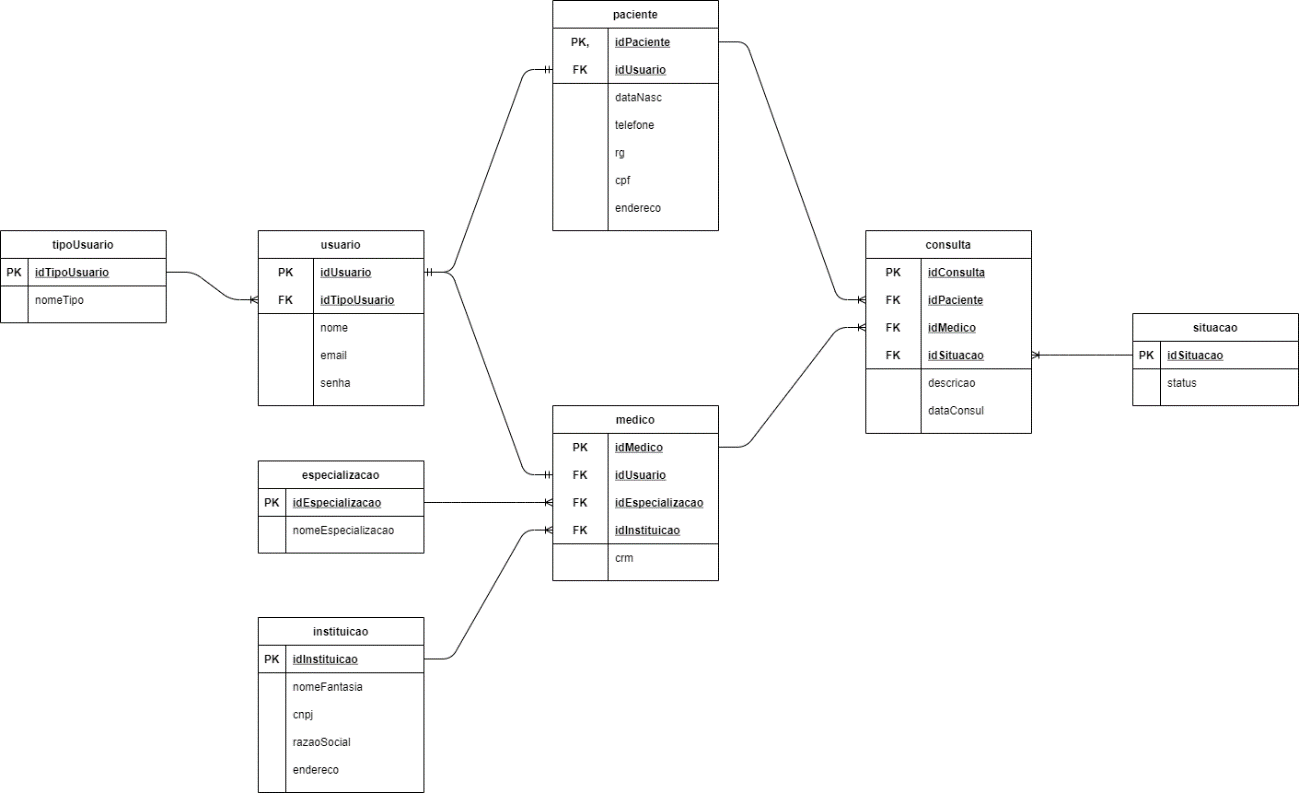 paciente
PK, idPaciente
FK idUsuario
dataNasc
telefone
rg
cpf
endereco
tipoUsuario
PK idTipoUsuario
nomeTipo
usuario
PK idUsuario
FK idTipoUsuario
nome
email
senha
consulta
PK idConsulta
FK idPaciente
FK idMedico
FK idSituacao
descricao
dataConsul
situacao
PK idSituacao
status
medico
PK idMedico
FK idUsuario
FK idEspecializacao
FK idInstituicao
crm
especializacao
PK idEspecializacao
nomeEspecializacao
instituicao
PK idInstituicao
nomeFantasia
cnpj
razaoSocial
endereco